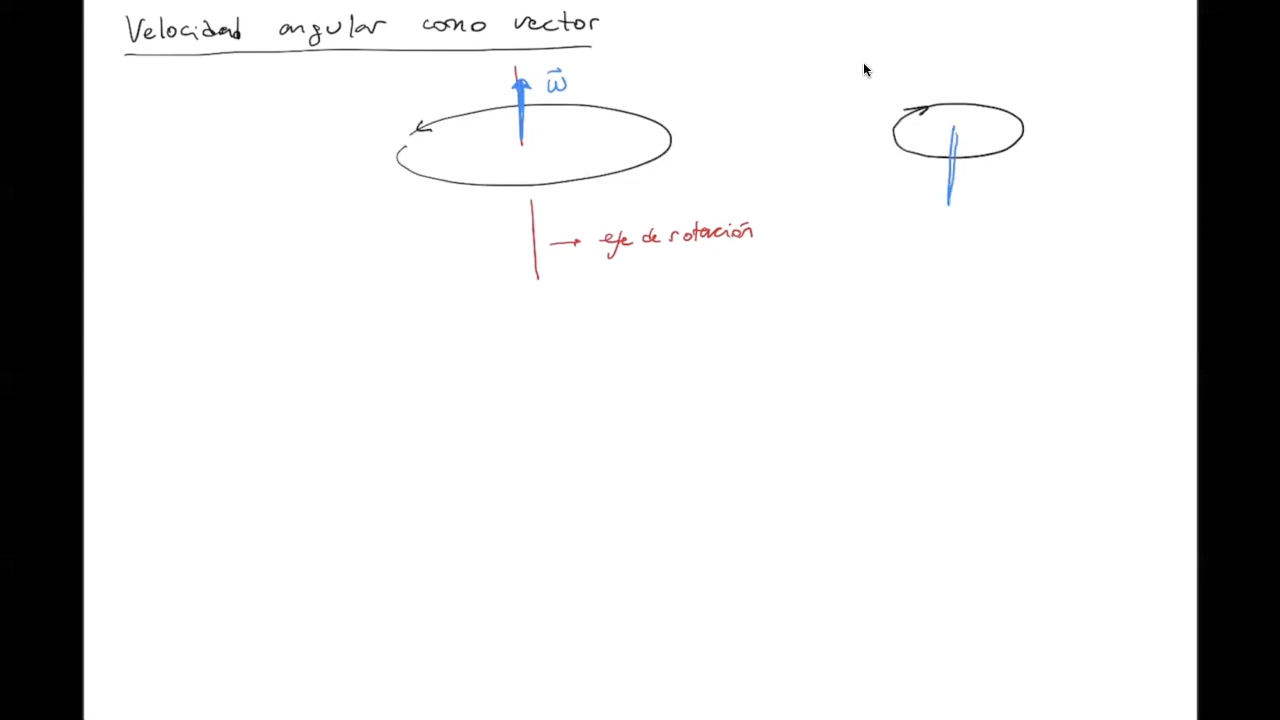 Velocidad angular como vector
ω⃗
→ eje de rotación